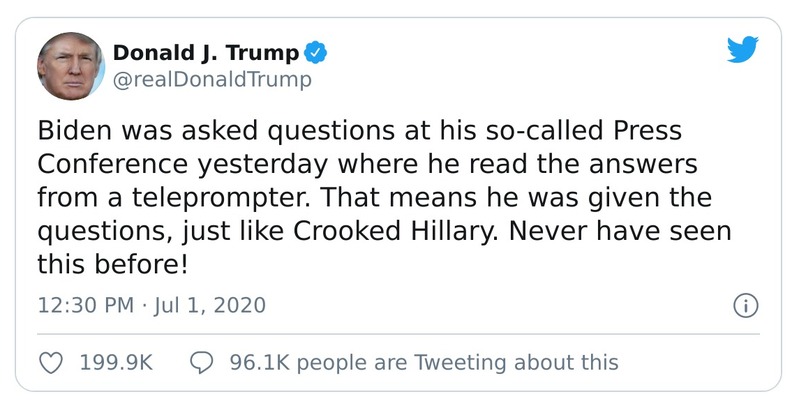 Donald J. Trump
@realDonaldTrump
Biden was asked questions at his so-called Press
Conference yesterday where he read the answers
from a teleprompter. That means he was given the
questions, just like Crooked Hillary. Never have seen
this before!
12:30 PM · Jul 1, 2020
199.9K 96.1K people are Tweeting about this